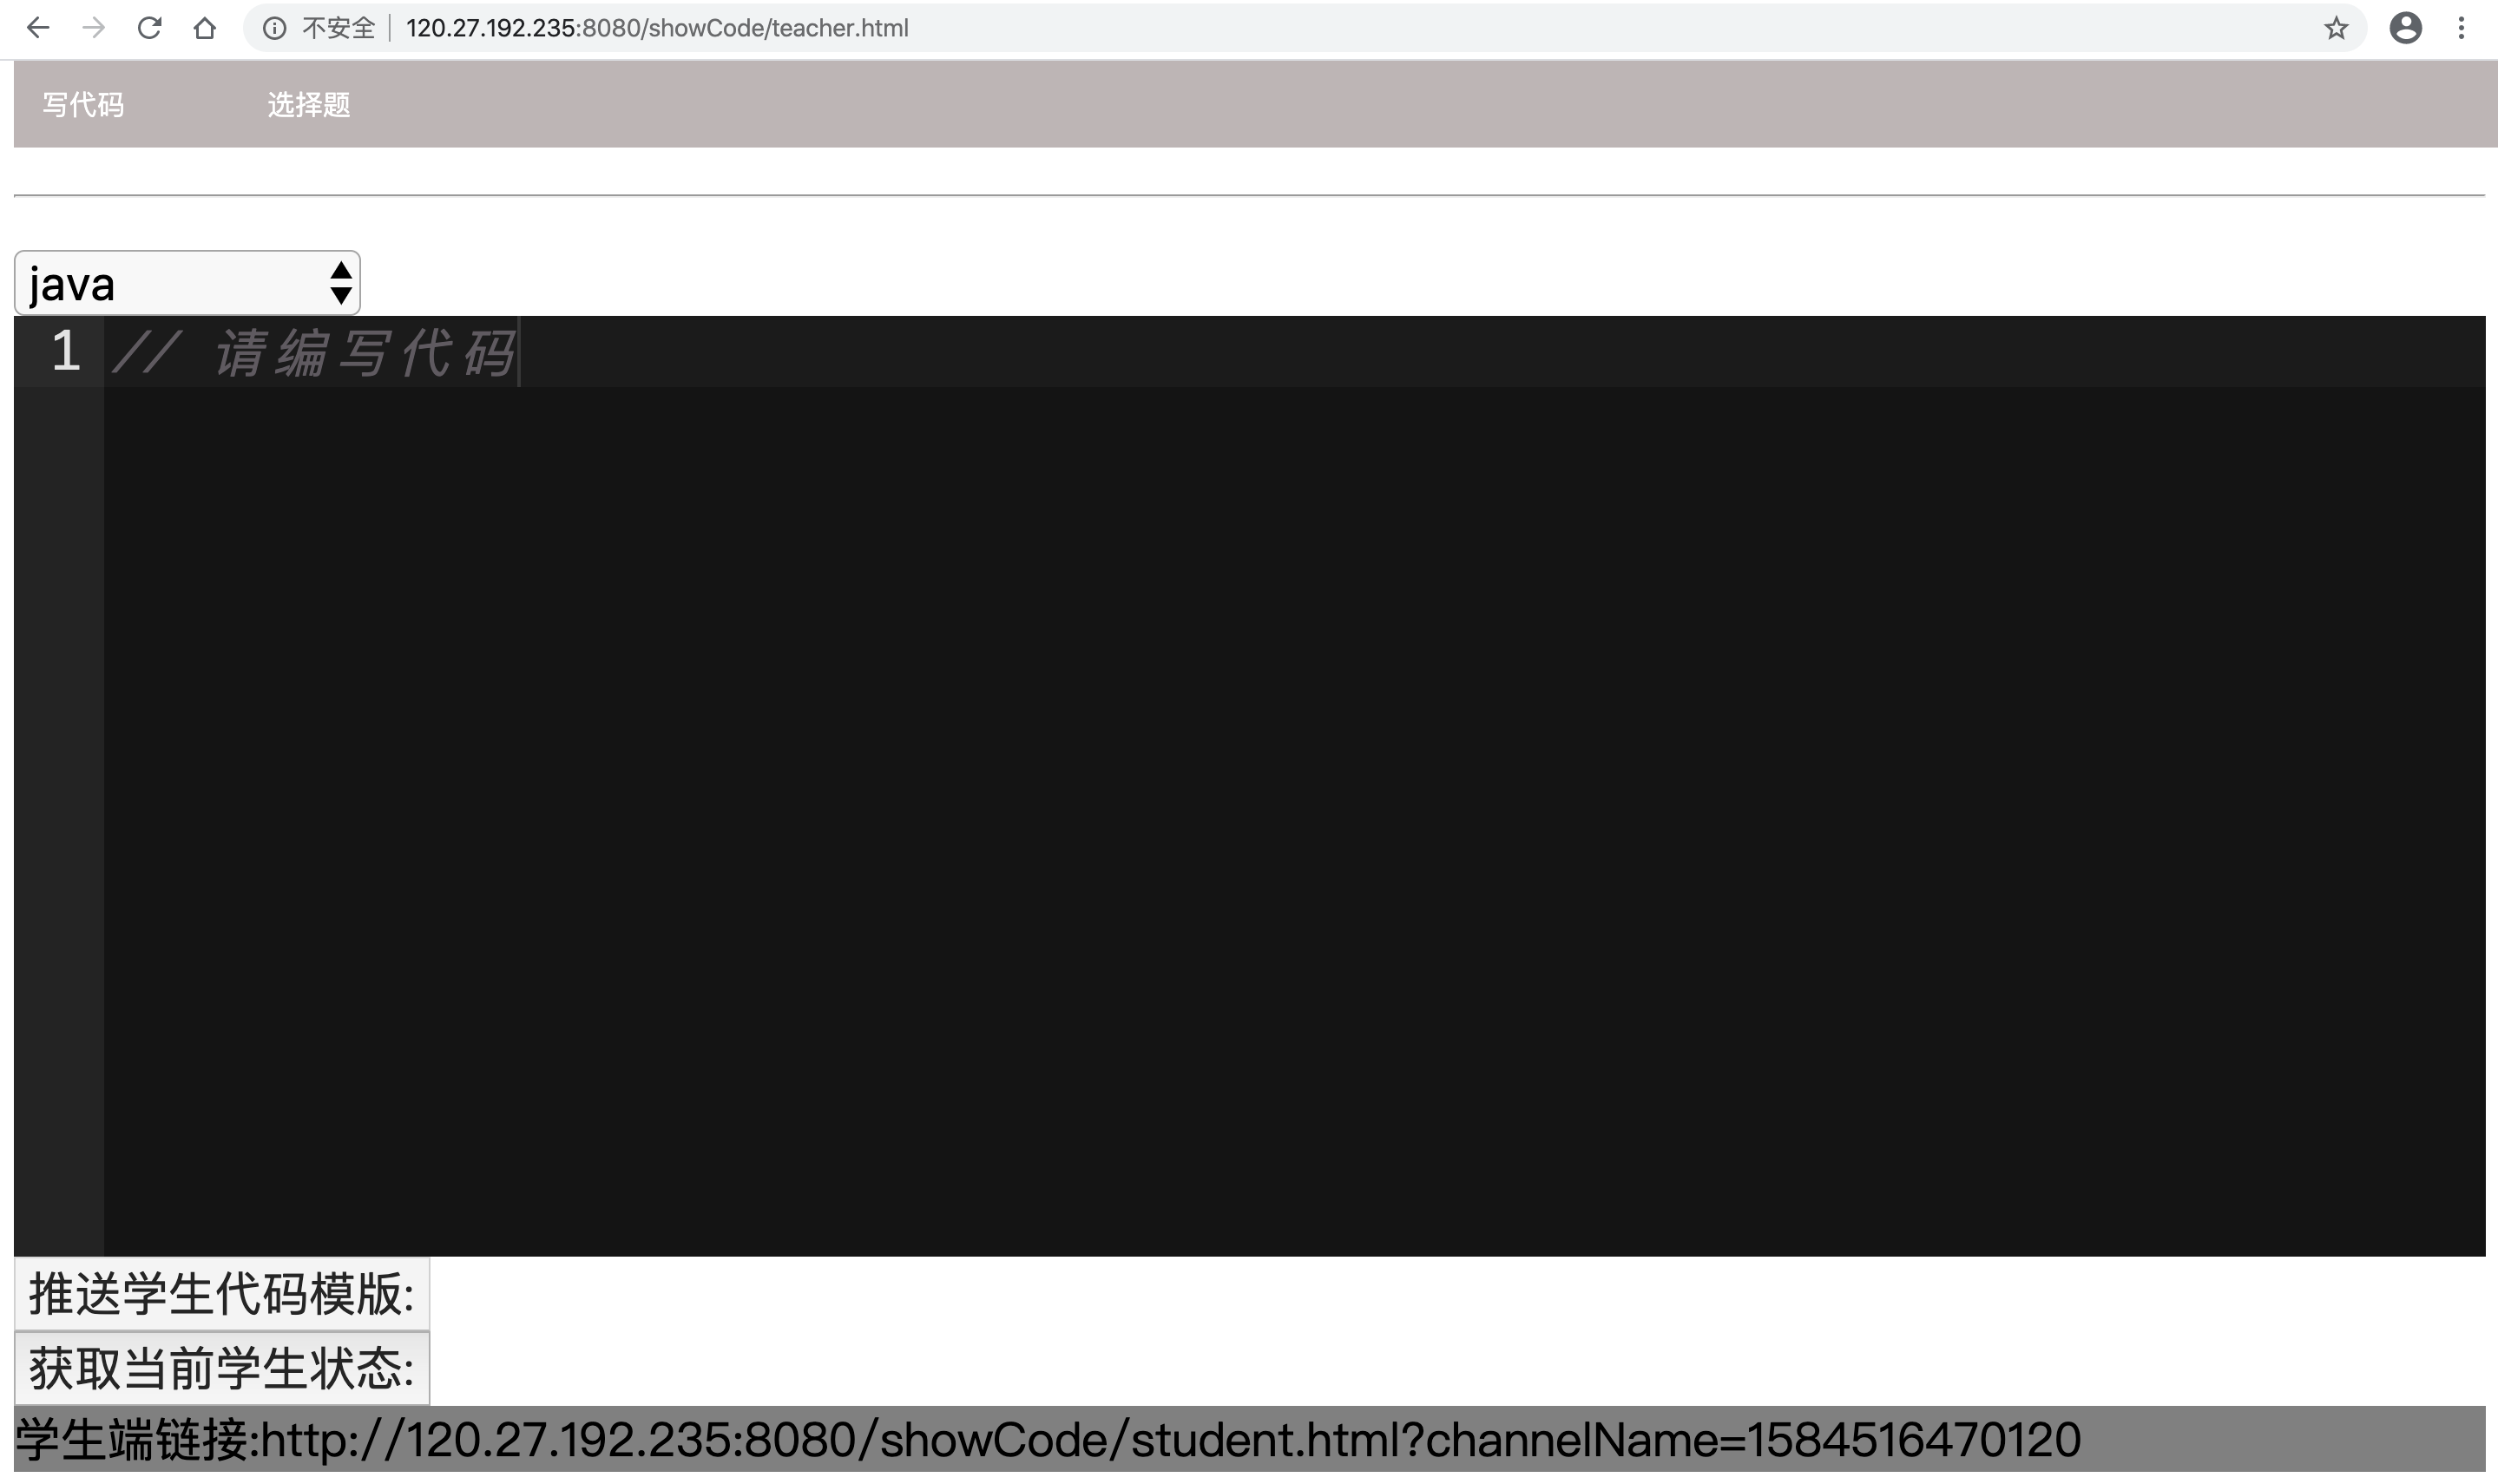 不安全 120.27.192.235:8080/showCode/teacher.html
写代码 选择题
java
1 // 请编写代码
推送学生代码模版:
获取当前学生状态:
学生端链接:http://120.27.192.235:8080/showCode/student.html?channelName=1584516470120